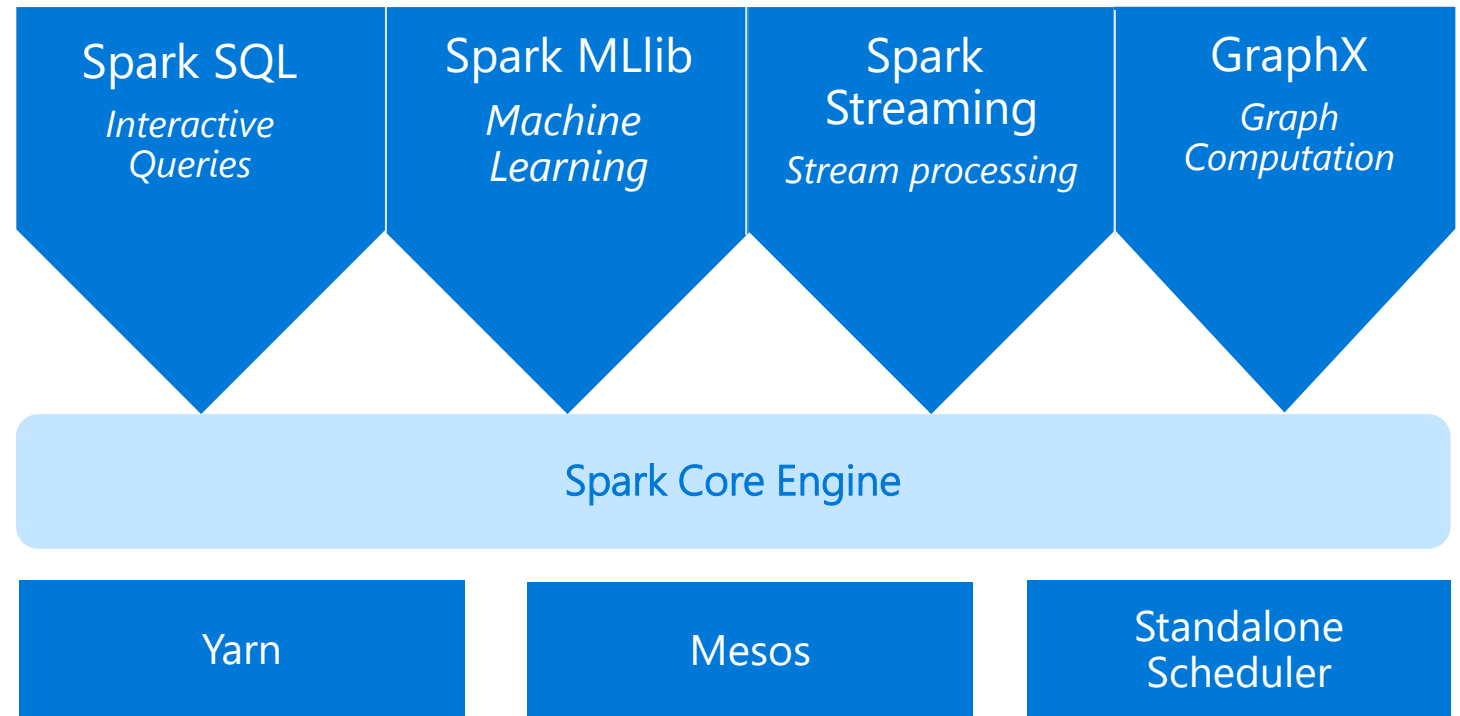 Spark SQL
Interactive
Queries
Spark MLlib
Machine
Learning
Spark
Streaming
Stream processing
GraphX
Graph
Computation
Spark Core Engine
Yarn
Mesos
Standalone
Scheduler